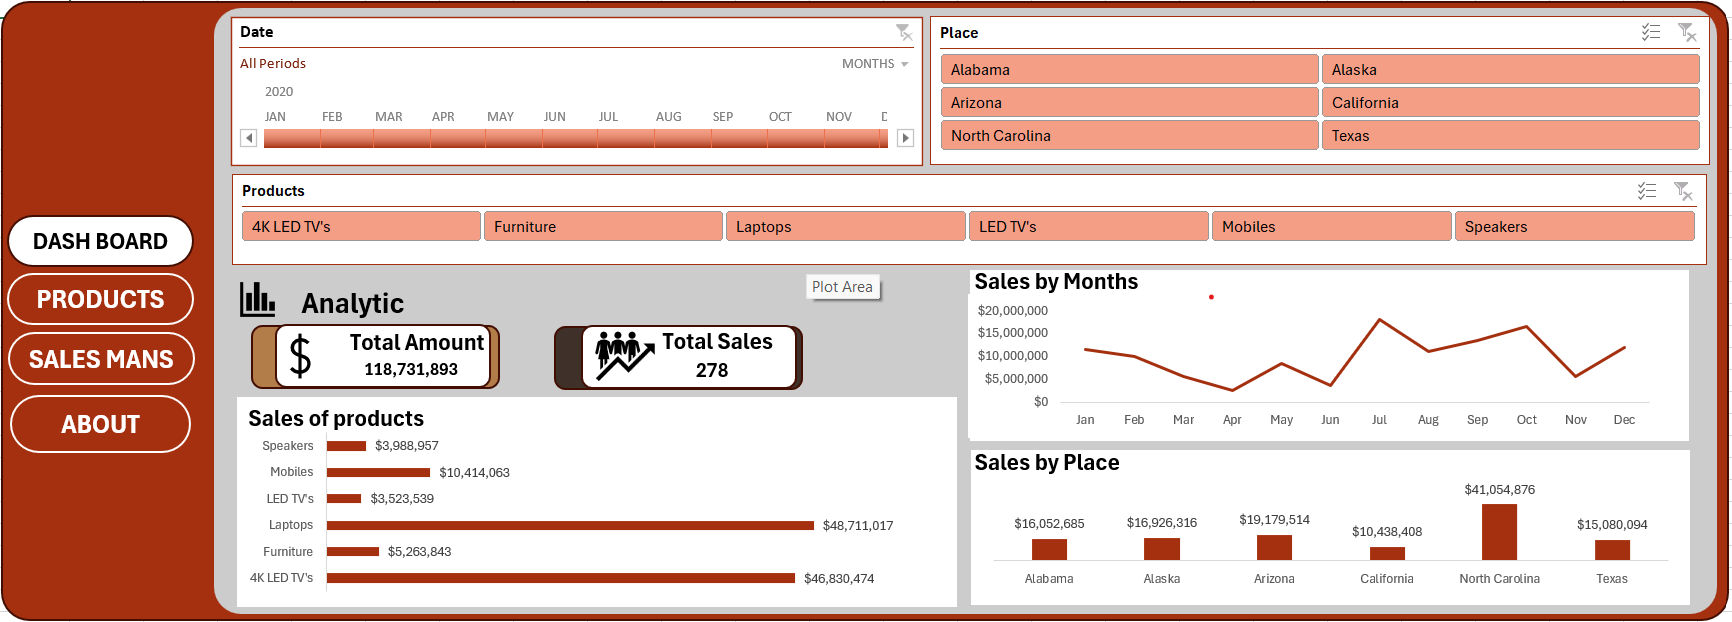 DASH BOARD
PRODUCTS
SALES MANS
ABOUT
Date
All Periods
MONTHS
2020
JAN FEB MAR APR MAY JUN JUL AUG SEP OCT NOV D
Place
Alabama Alaska
Arizona California
North Carolina Texas
Products
4K LED TV's Furniture Laptops LED TV's Mobiles Speakers
Analytic
Plot Area
Total Amount
118,731,893
Total Sales
278
Sales of products
Speakers $3,988,957
Mobiles $10,414,063
LED TV's $3,523,539
Laptops $48,711,017
Furniture $5,263,843
4K LED TV's $46,830,474
Sales by Months
$20,000,000
$15,000,000
$10,000,000
$5,000,000
$0
Jan Feb Mar Apr May Jun Jul Aug Sep Oct Nov Dec
Sales by Place
$16,052,685 $16,926,316 $19,179,514 $10,438,408 $41,054,876 $15,080,094
Alabama Alaska Arizona California North Carolina Texas